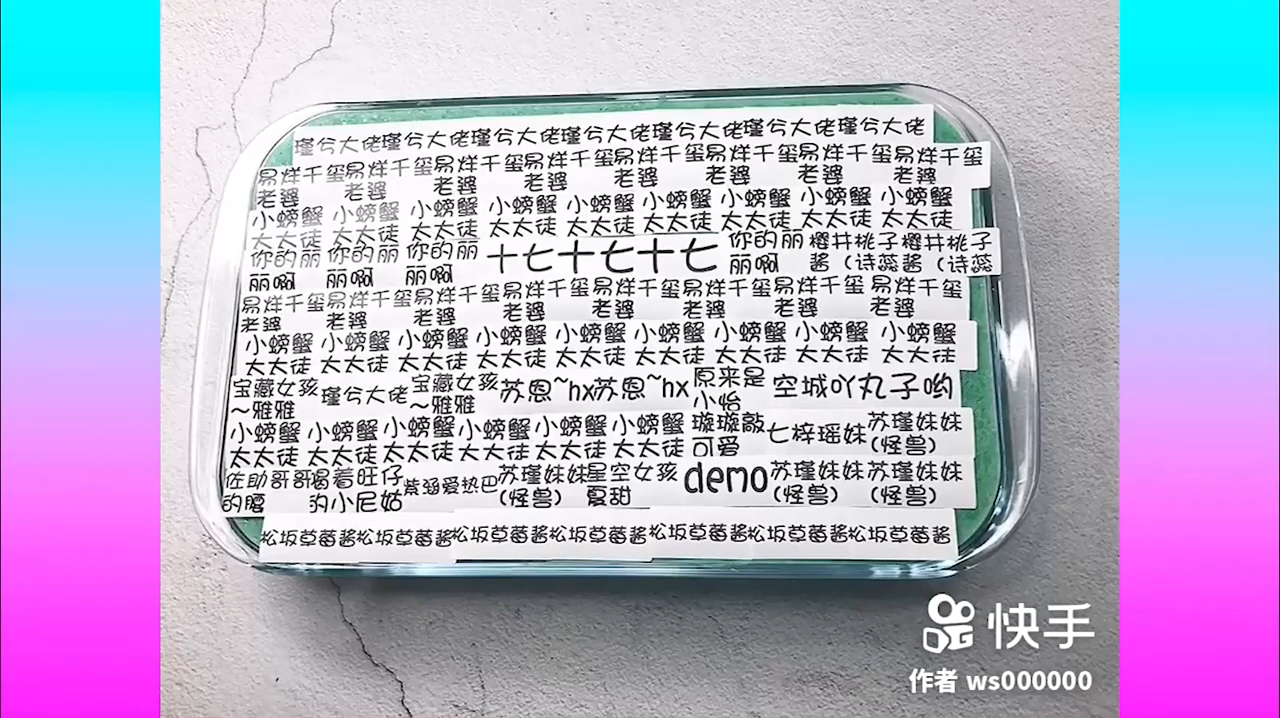 瑾兮大佬瑾兮大佬瑾兮大佬瑾兮大佬瑾兮大佬瑾兮大佬瑾兮大佬
易烊千玺易烊千玺易烊千玺易烊千玺易烊千玺易烊千玺易烊千玺易烊千玺
老婆 老婆 老婆 老婆 老婆 老婆 老婆 老婆
小螃蟹 小螃蟹 小螃蟹 小螃蟹 小螃蟹 小螃蟹 小螃蟹 小螃蟹 小螃蟹
太太徒 太太徒 太太徒 太太徒 太太徒 太太徒 太太徒 太太徒 太太徒
你的丽 你的丽 你的丽 十七十七十七 你的丽 樱井桃子樱井桃子
丽啊 丽啊 丽啊 丽啊 酱(诗蕊酱(诗蕊
易烊千玺易烊千玺易烊千玺易烊千玺易烊千玺易烊千玺易烊千玺易烊千玺
老婆 老婆 老婆 老婆 老婆 老婆 老婆 老婆
小螃蟹 小螃蟹 小螃蟹 小螃蟹 小螃蟹 小螃蟹 小螃蟹 小螃蟹 小螃蟹
太太徒 太太徒 太太徒 太太徒 太太徒 太太徒 太太徒 太太徒 太太徒
宝藏女孩 瑾兮大佬 宝藏女孩 苏恩~hx苏恩~hx 原来是 空城吖丸子哟
~雅雅 ~雅雅 小怡
小螃蟹 小螃蟹 小螃蟹 小螃蟹 小螃蟹 小螃蟹 璇璇敲 七梓瑶妹 苏瑾妹妹
太太徒 太太徒 太太徒 太太徒 太太徒 太太徒 可爱 (怪兽)
佐助哥哥 着旺仔 爱热巴 苏瑾妹妹 星空女孩 demo 苏瑾妹妹 苏瑾妹妹
的腰 小尼姑 (怪兽) 夏甜 (怪兽) (怪兽)
松坂草莓酱松坂草莓酱松坂草莓酱松坂草莓酱松坂草莓酱松坂草莓酱松坂草莓酱
快手
作者 ws000000